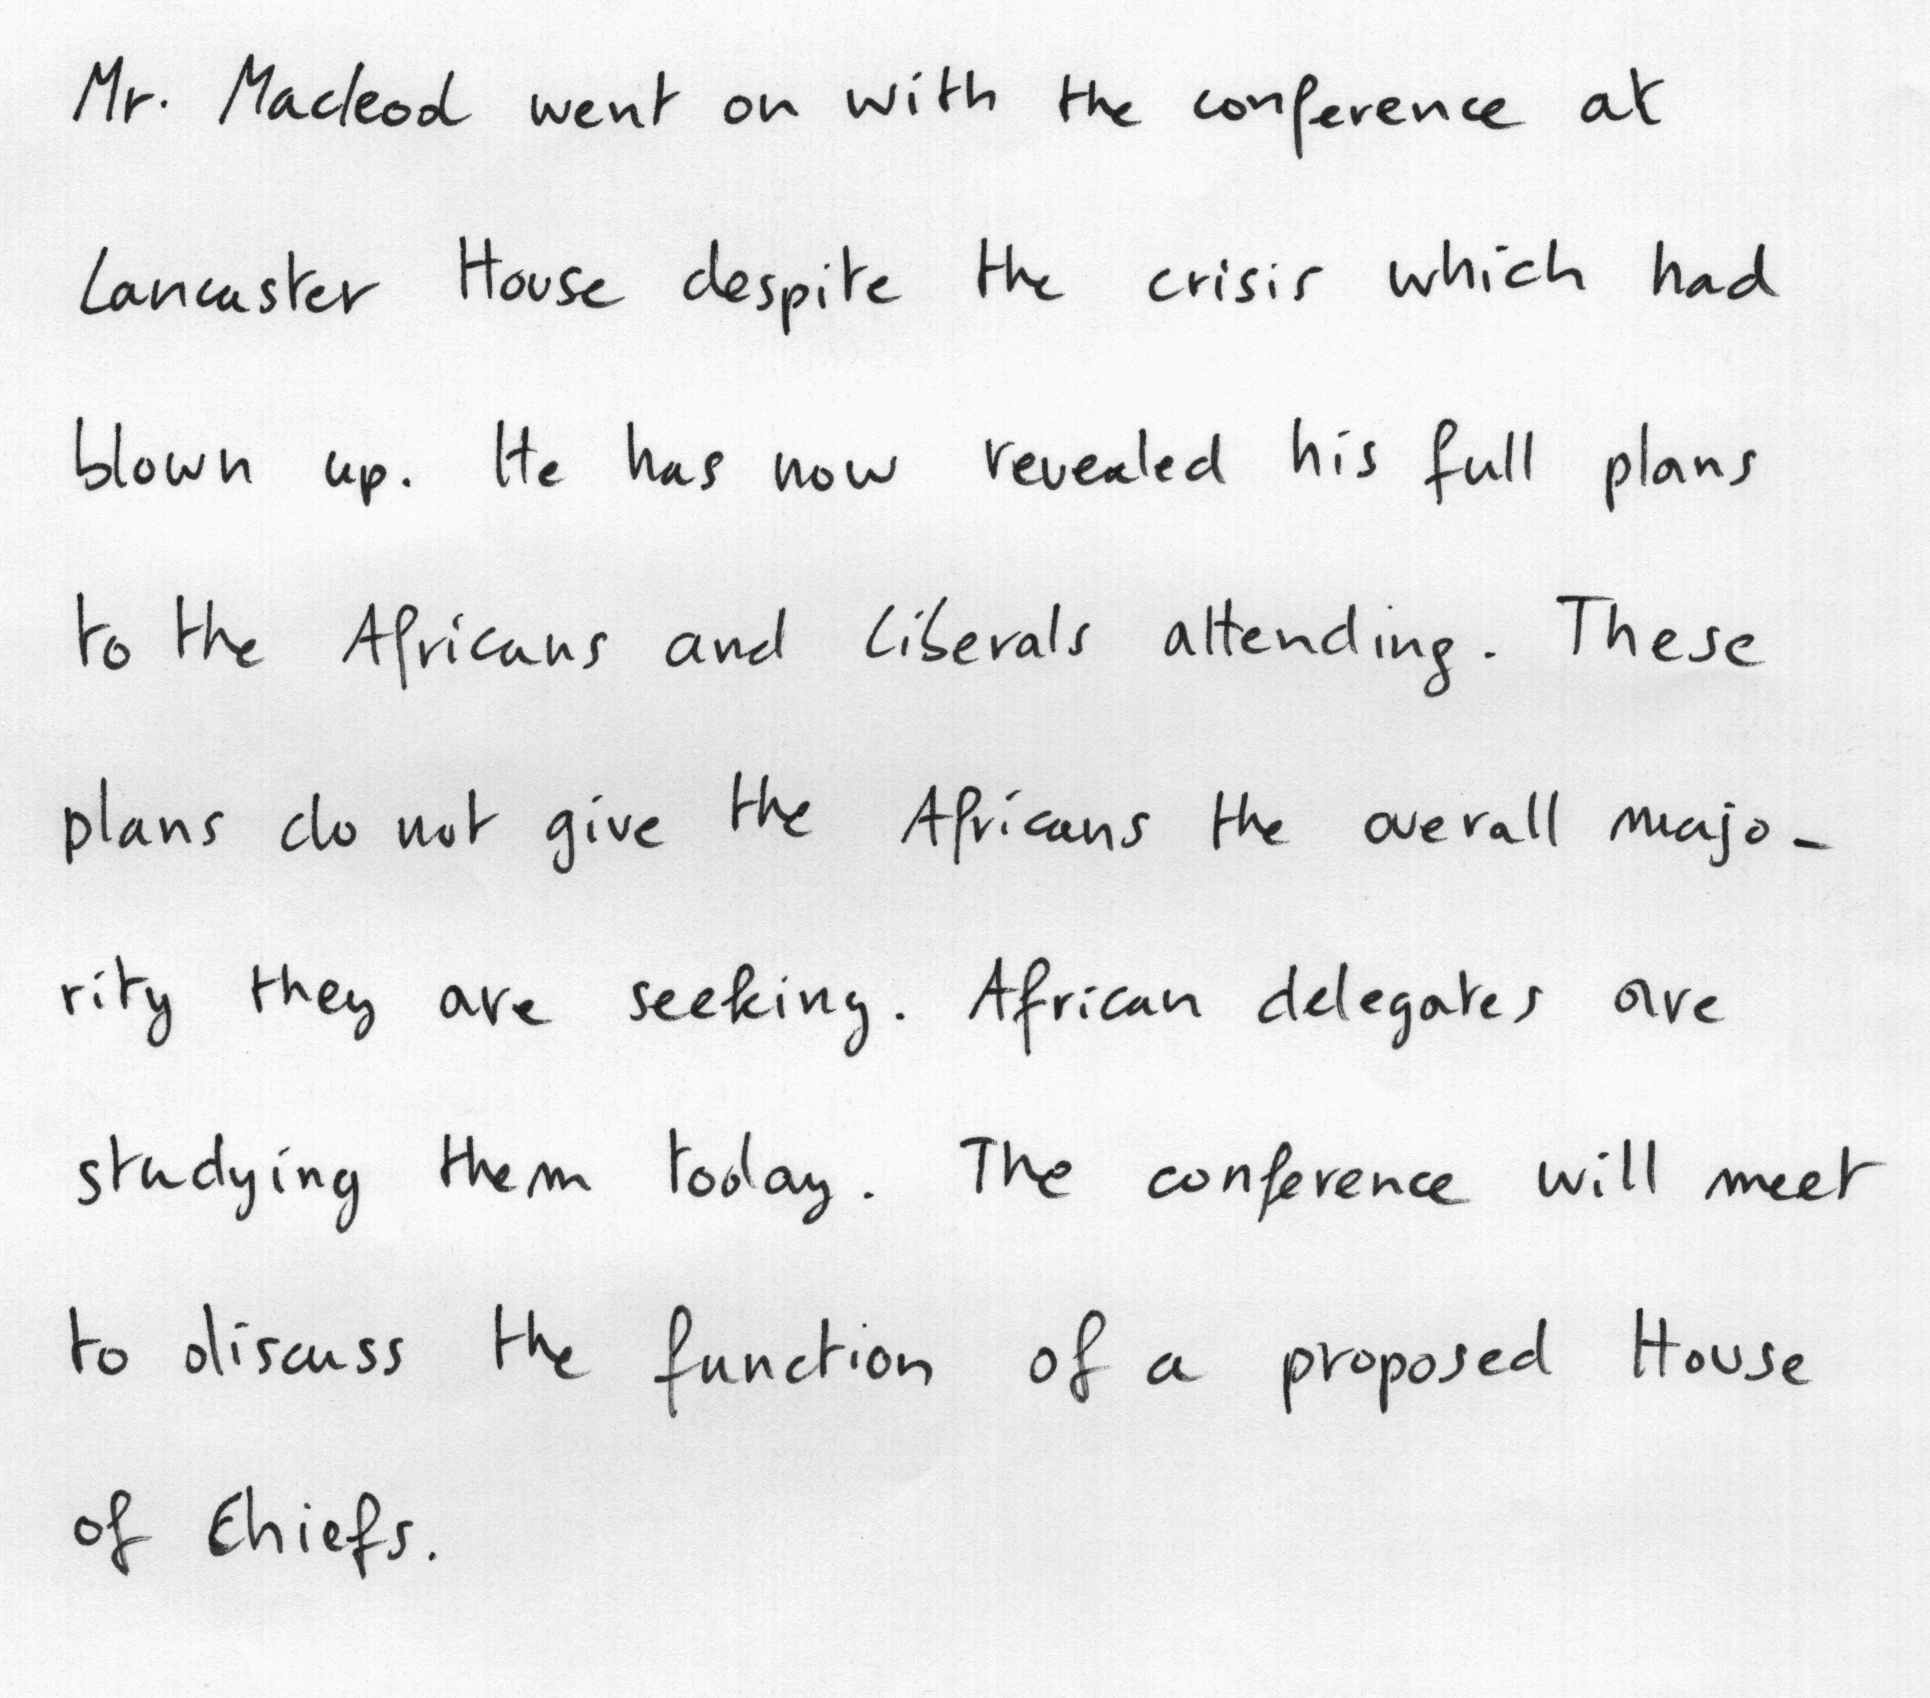 Mr. Macleod went on with the conference at
Lancaster House despite the crisis which had
blown up. He has now revealed his full plans
to the Africans and Liberals attending. These
plans do not give the Africans the overall majo-
rity they are seeking. African delegates are
studying them today. The conference will meet
to discuss the function of a proposed House
of Chiefs.